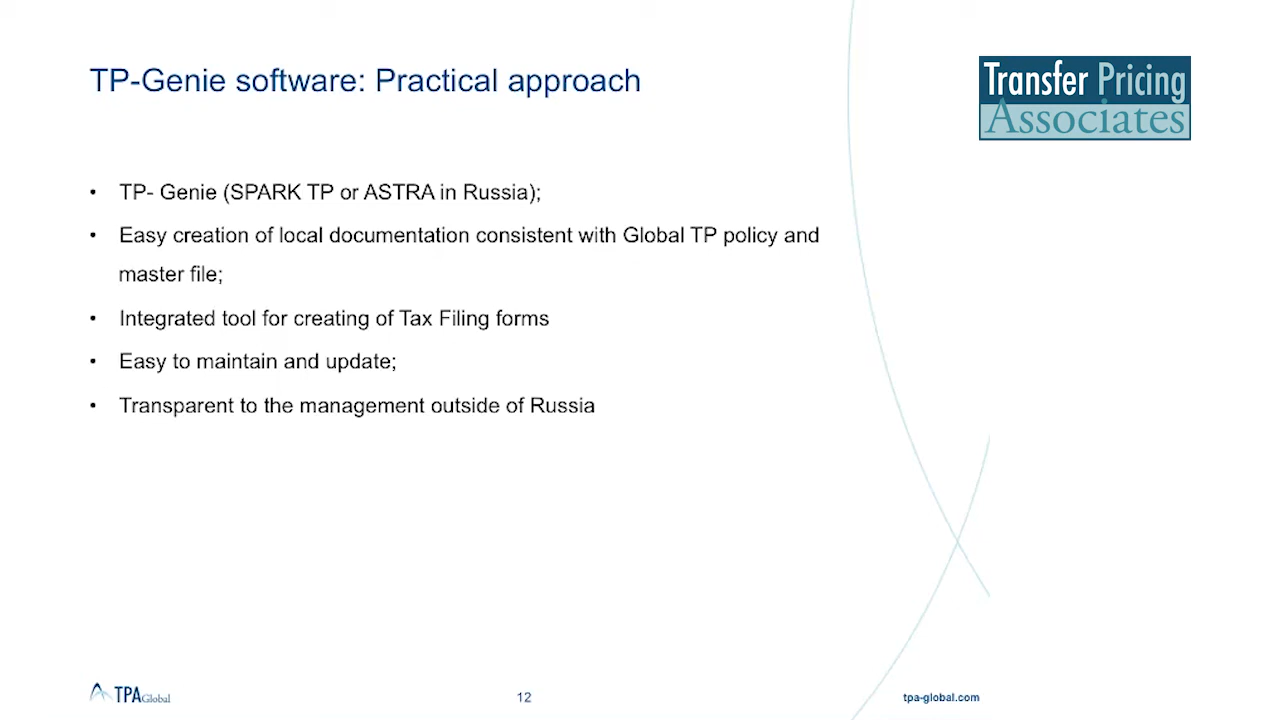 TP-Genie software: Practical approach
Transfer Pricing
Associates
• TP- Genie (SPARK TP or ASTRA in Russia);
• Easy creation of local documentation consistent with Global TP policy and
master file;
• Integrated tool for creating of Tax Filing forms
• Easy to maintain and update;
• Transparent to the management outside of Russia
TPA Global
12
tpa-global.com